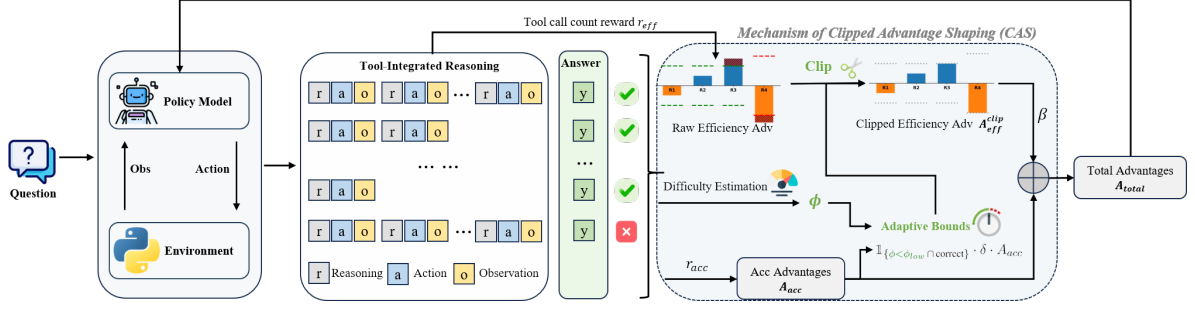 Tool call count reward r_eff
Mechanism of Clipped Advantage Shaping (CAS)
Question
Policy Model
Obs
Action
Environment
Tool-Integrated Reasoning
r a o r a o ... r a o
r a o r a o
... ...
r a o
r a o r a o ... r a o
r Reasoning a Action o Observation
Answer
y
y
...
y
y
R1 R2 R3 R4
Raw Efficiency Adv
Clip
R1 R2 R3 R4
Clipped Efficiency Adv A_eff^clip
β
Difficulty Estimation
ϕ
Adaptive Bounds
𝟙_{ϕ<ϕ_low ∩ correct} · δ · A_acc
r_acc
Acc Advantages
A_acc
Total Advantages
A_total